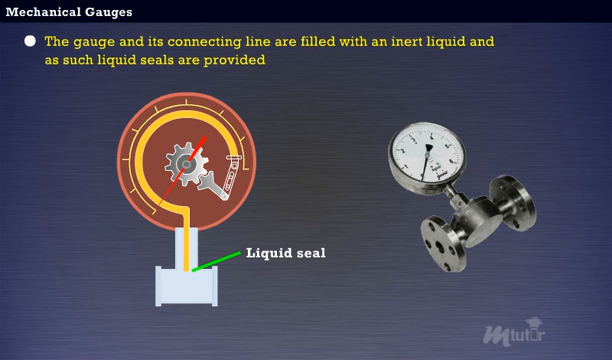 Mechanical Gauges
The gauge and its connecting line are filled with an inert liquid and
as such liquid seals are provided
Liquid seal
mtutor